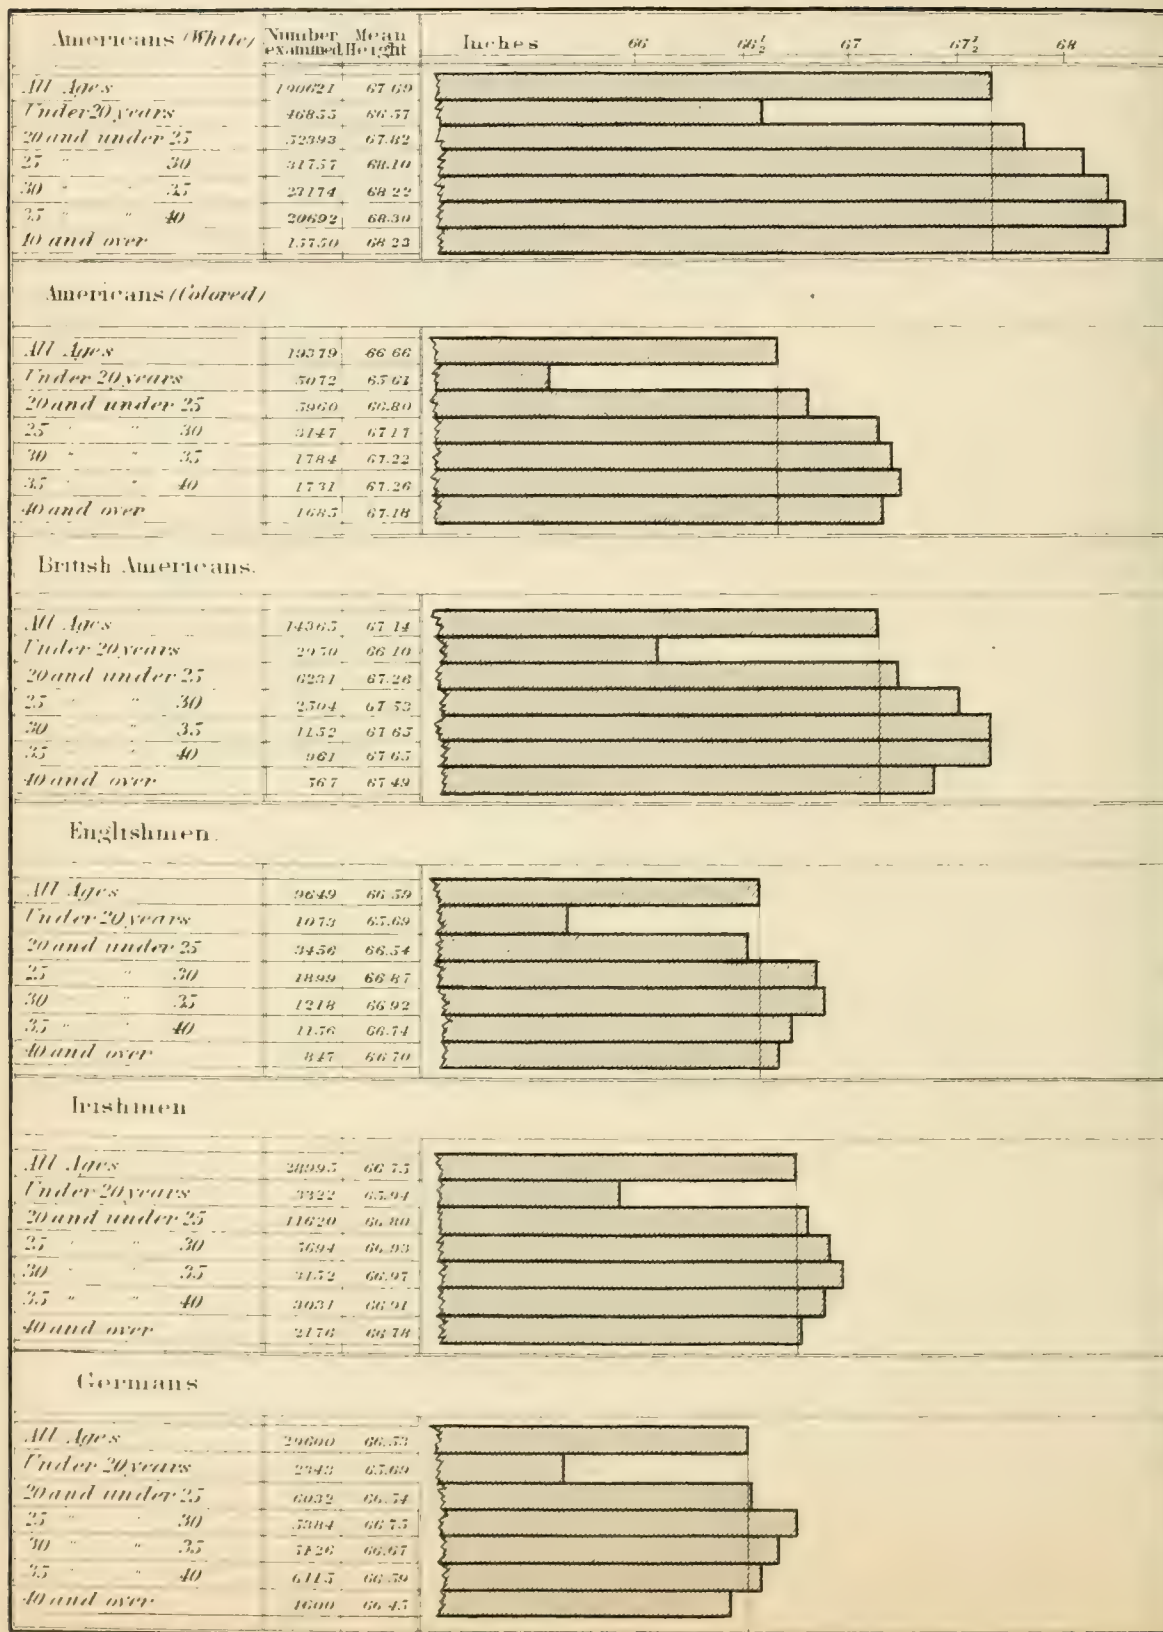 Americans (White) Number examined Mean Height Inches 66 66½ 67 67½ 68
All Ages 190621 67.69
Under 20 years 46855 66.57
20 and under 25 52393 67.82
25 " " 30 31757 68.10
30 " " 35 23174 68.22
35 " " 40 20692 68.30
40 and over 15750 68.23
Americans (Colored)
All Ages 19379 66.66
Under 20 years 5072 65.61
20 and under 25 5960 66.80
25 " " 30 3147 67.17
30 " " 35 1784 67.22
35 " " 40 1731 67.26
40 and over 1685 67.18
British Americans.
All Ages 14365 67.14
Under 20 years 2950 66.10
20 and under 25 6231 67.26
25 " " 30 2504 67.53
30 " " 35 1152 67.65
35 " " 40 961 67.65
40 and over 567 67.49
Englishmen.
All Ages 9649 66.59
Under 20 years 1073 65.69
20 and under 25 3456 66.54
25 " " 30 1899 66.87
30 " 35 1218 66.92
35 " " 40 1156 66.74
40 and over 847 66.70
Irishmen
All Ages 28995 66.75
Under 20 years 3322 65.94
20 and under 25 11620 66.80
25 " " 30 5694 66.93
30 " " 35 3152 66.97
35 " " 40 3031 66.91
40 and over 2176 66.78
Germans
All Ages 29600 66.53
Under 20 years 2343 65.69
20 and under 25 6032 66.54
25 " " 30 5384 66.75
30 " " 35 5126 66.67
35 " " 40 6115 66.59
40 and over 4600 66.45